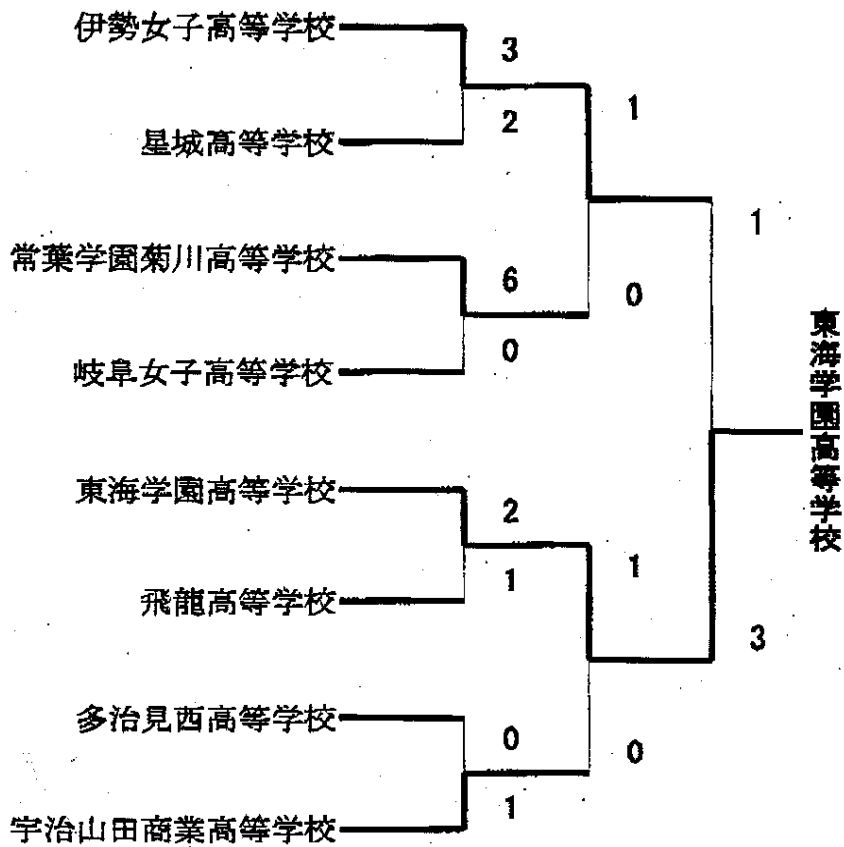 伊勢女子高等学校
3
1
2
星城高等学校
1
常葉学園菊川高等学校
6
0
0
岐阜女子高等学校
東海学園高等学校
東海学園高等学校
2
1
1
飛龍高等学校
3
多治見西高等学校
0
0
1
宇治山田商業高等学校